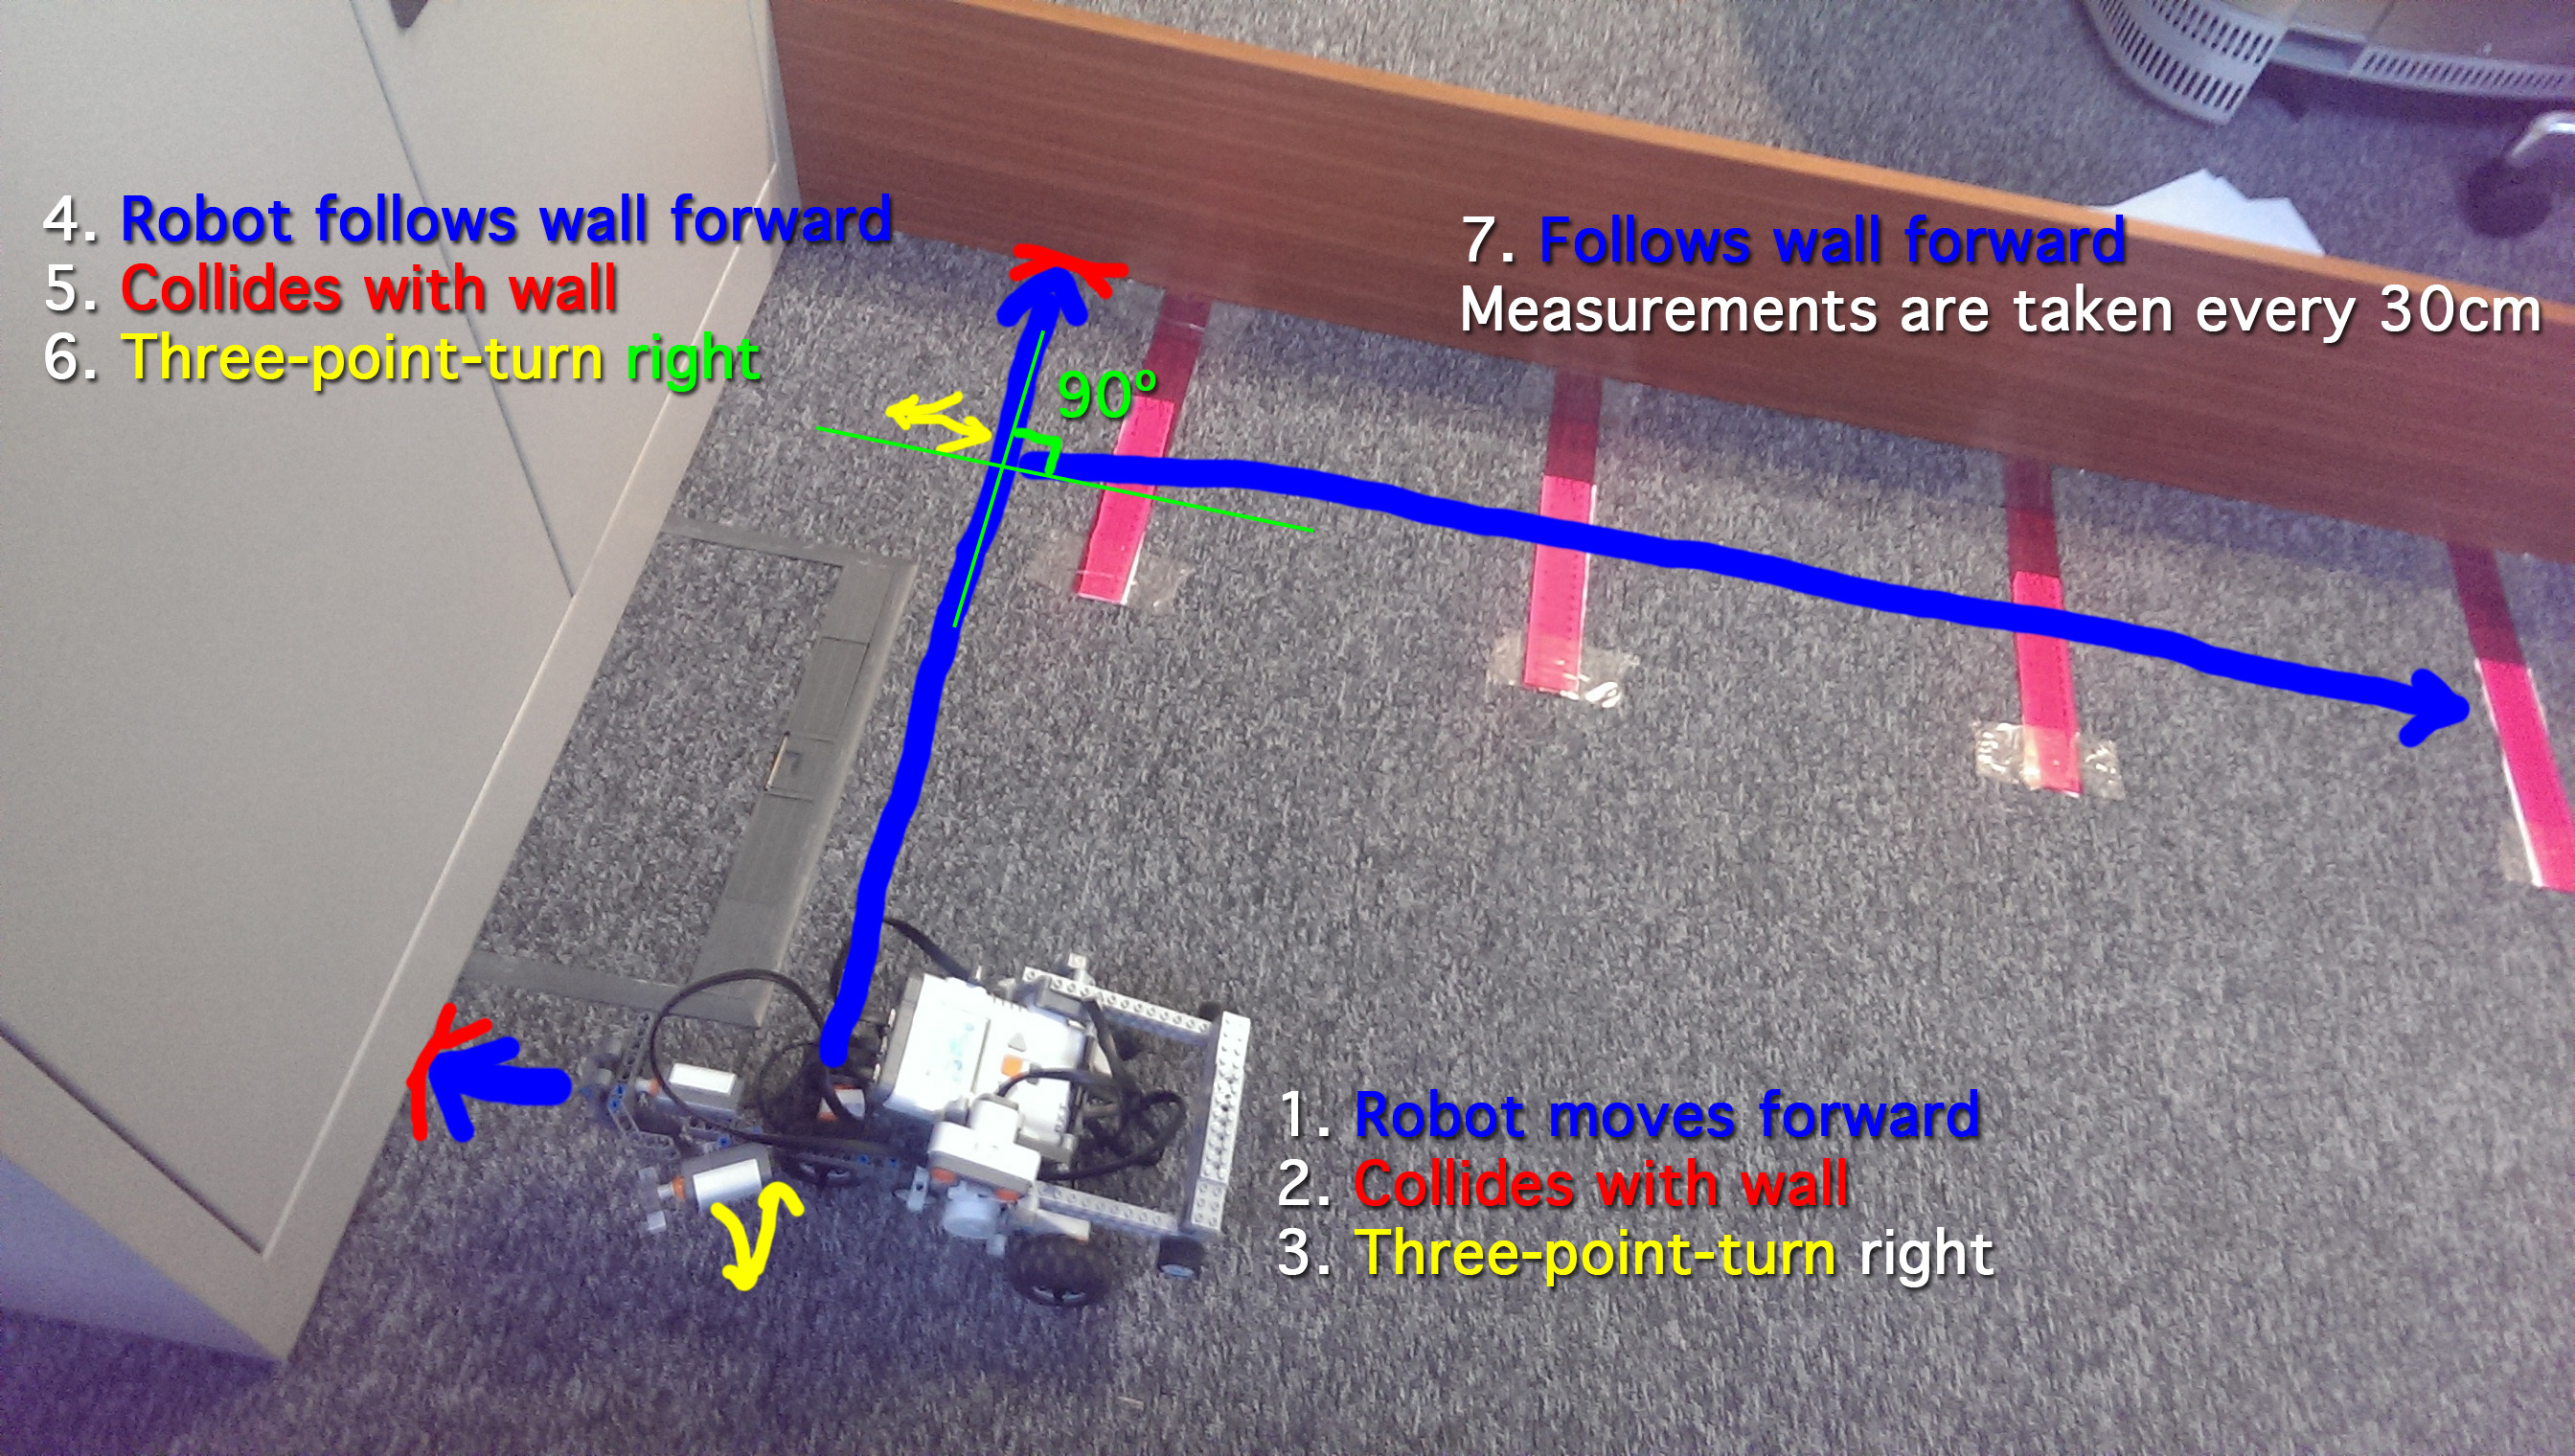 4. Robot follows wall forward
5. Collides with wall
6. Three-point-turn right
7. Follows wall forward
Measurements are taken every 30cm
90º
1. Robot moves forward
2. Collides with wall
3. Three-point-turn right